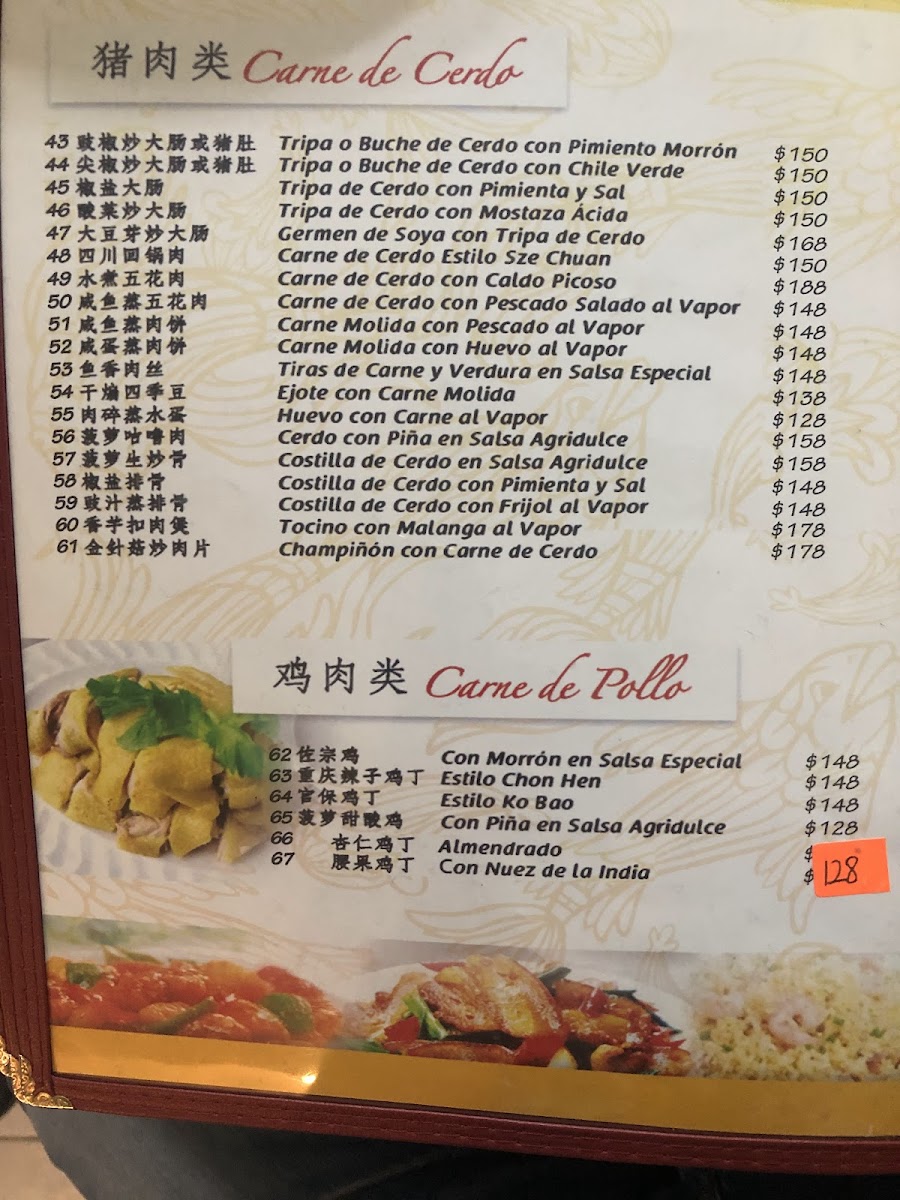 猪肉类 Carne de Cerdo
43 豉椒炒大肠或猪肚 Tripa o Buche de Cerdo con Pimiento Morrón $150
44 尖椒炒大肠或猪肚 Tripa o Buche de Cerdo con Chile Verde $150
45 椒盐大肠 Tripa de Cerdo con Pimienta y Sal $150
46 酸菜炒大肠 Tripa de Cerdo con Mostaza Ácida $150
47 大豆芽炒大肠 Germen de Soya con Tripa de Cerdo $168
48 四川回锅肉 Carne de Cerdo Estilo Sze Chuan $150
49 水煮五花肉 Carne de Cerdo con Caldo Picoso $188
50 咸鱼蒸五花肉 Carne de Cerdo con Pescado Salado al Vapor $148
51 咸鱼蒸肉饼 Carne Molida con Pescado al Vapor $148
52 咸蛋蒸肉饼 Carne Molida con Huevo al Vapor $148
53 鱼香肉丝 Tiras de Carne y Verdura en Salsa Especial $148
54 干煸四季豆 Ejote con Carne Molida $138
55 肉碎蒸水蛋 Huevo con Carne al Vapor $128
56 菠萝咕噜肉 Cerdo con Piña en Salsa Agridulce $158
57 菠萝生炒骨 Costilla de Cerdo en Salsa Agridulce $158
58 椒盐排骨 Costilla de Cerdo con Pimienta y Sal $148
59 豉汁蒸排骨 Costilla de Cerdo con Frijol al Vapor $148
60 香芋扣肉煲 Tocino con Malanga al Vapor $178
61 金针菇炒肉片 Champiñón con Carne de Cerdo $178
鸡肉类 Carne de Pollo
62 佐宗鸡 Con Morrón en Salsa Especial $148
63 重庆辣子鸡丁 Estilo Chon Hen $148
64 官保鸡丁 Estilo Ko Bao $148
65 菠萝甜酸鸡 Con Piña en Salsa Agridulce $128
66 杏仁鸡丁 Almendrado $
67 腰果鸡丁 Con Nuez de la India $ 128